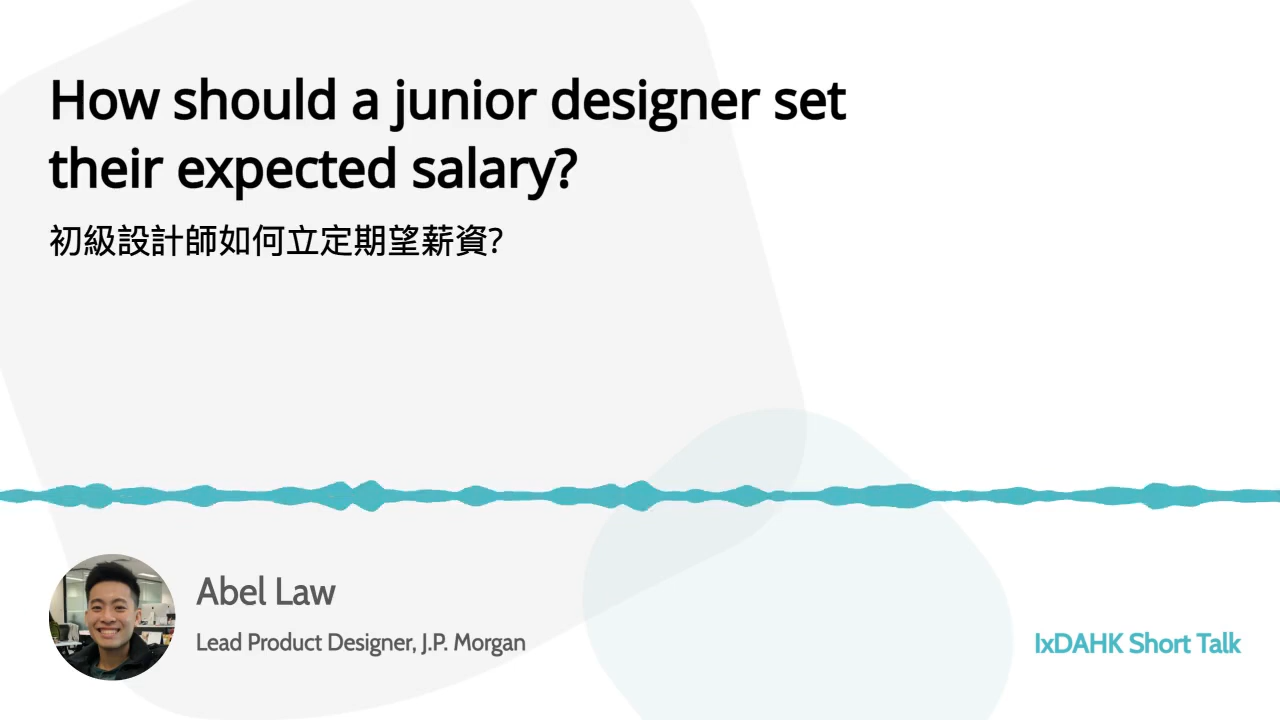 How should a junior designer set
their expected salary?
初級設計師如何立定期望薪資?
Abel Law
Lead Product Designer, J.P. Morgan
IxDAHK Short Talk